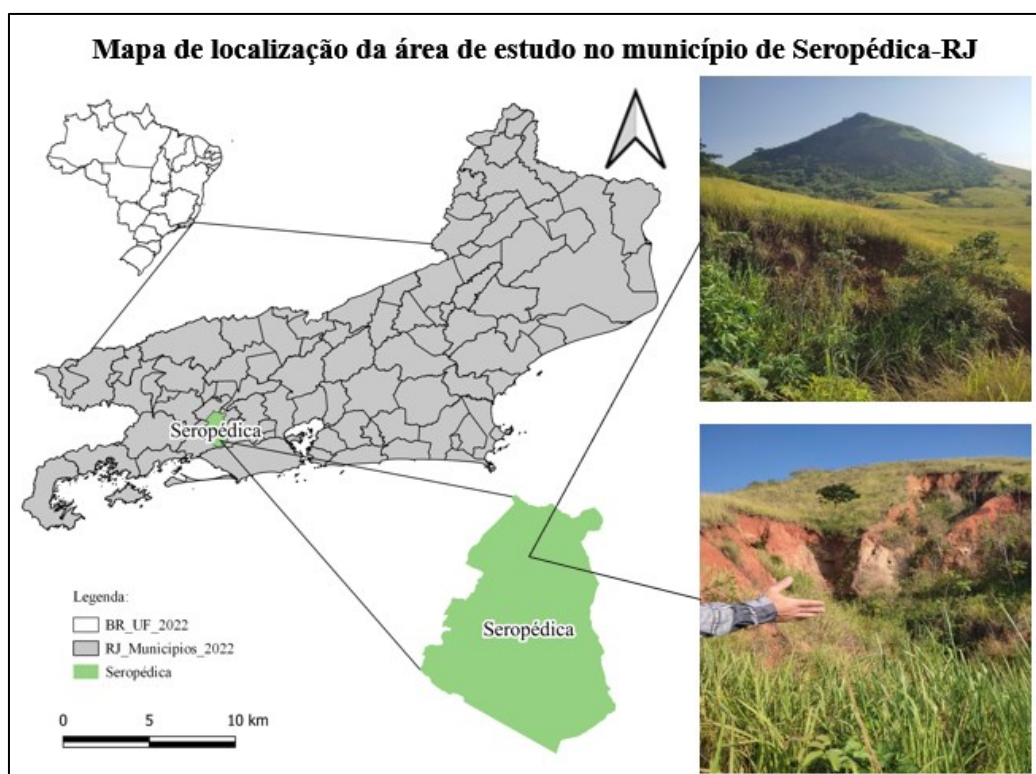 Mapa de localização da área de estudo no município de Seropédica-RJ
Seropédica
Seropédica
Legenda:
BR_UF_2022
RJ_Municipios_2022
Seropédica
0 5 10 km